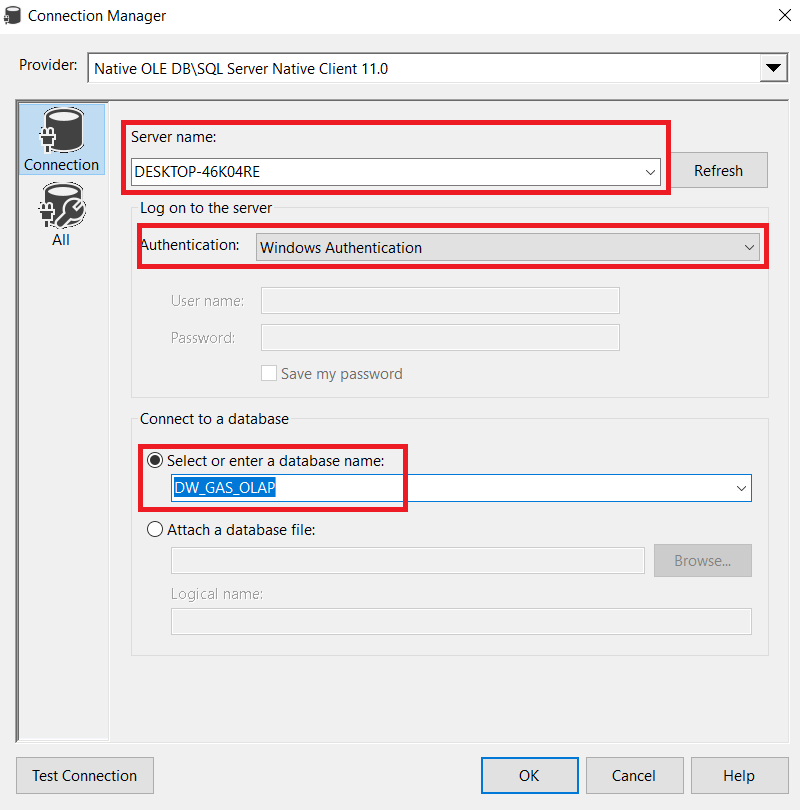 Connection Manager
Provider: Native OLE DB\SQL Server Native Client 11.0
Connection
All
Server name:
DESKTOP-46K04RE
Refresh
Log on to the server
Authentication: Windows Authentication
User name:
Password:
Save my password
Connect to a database
Select or enter a database name:
DW_GAS_OLAP
Attach a database file:
Browse...
Logical name:
Test Connection
OK
Cancel
Help